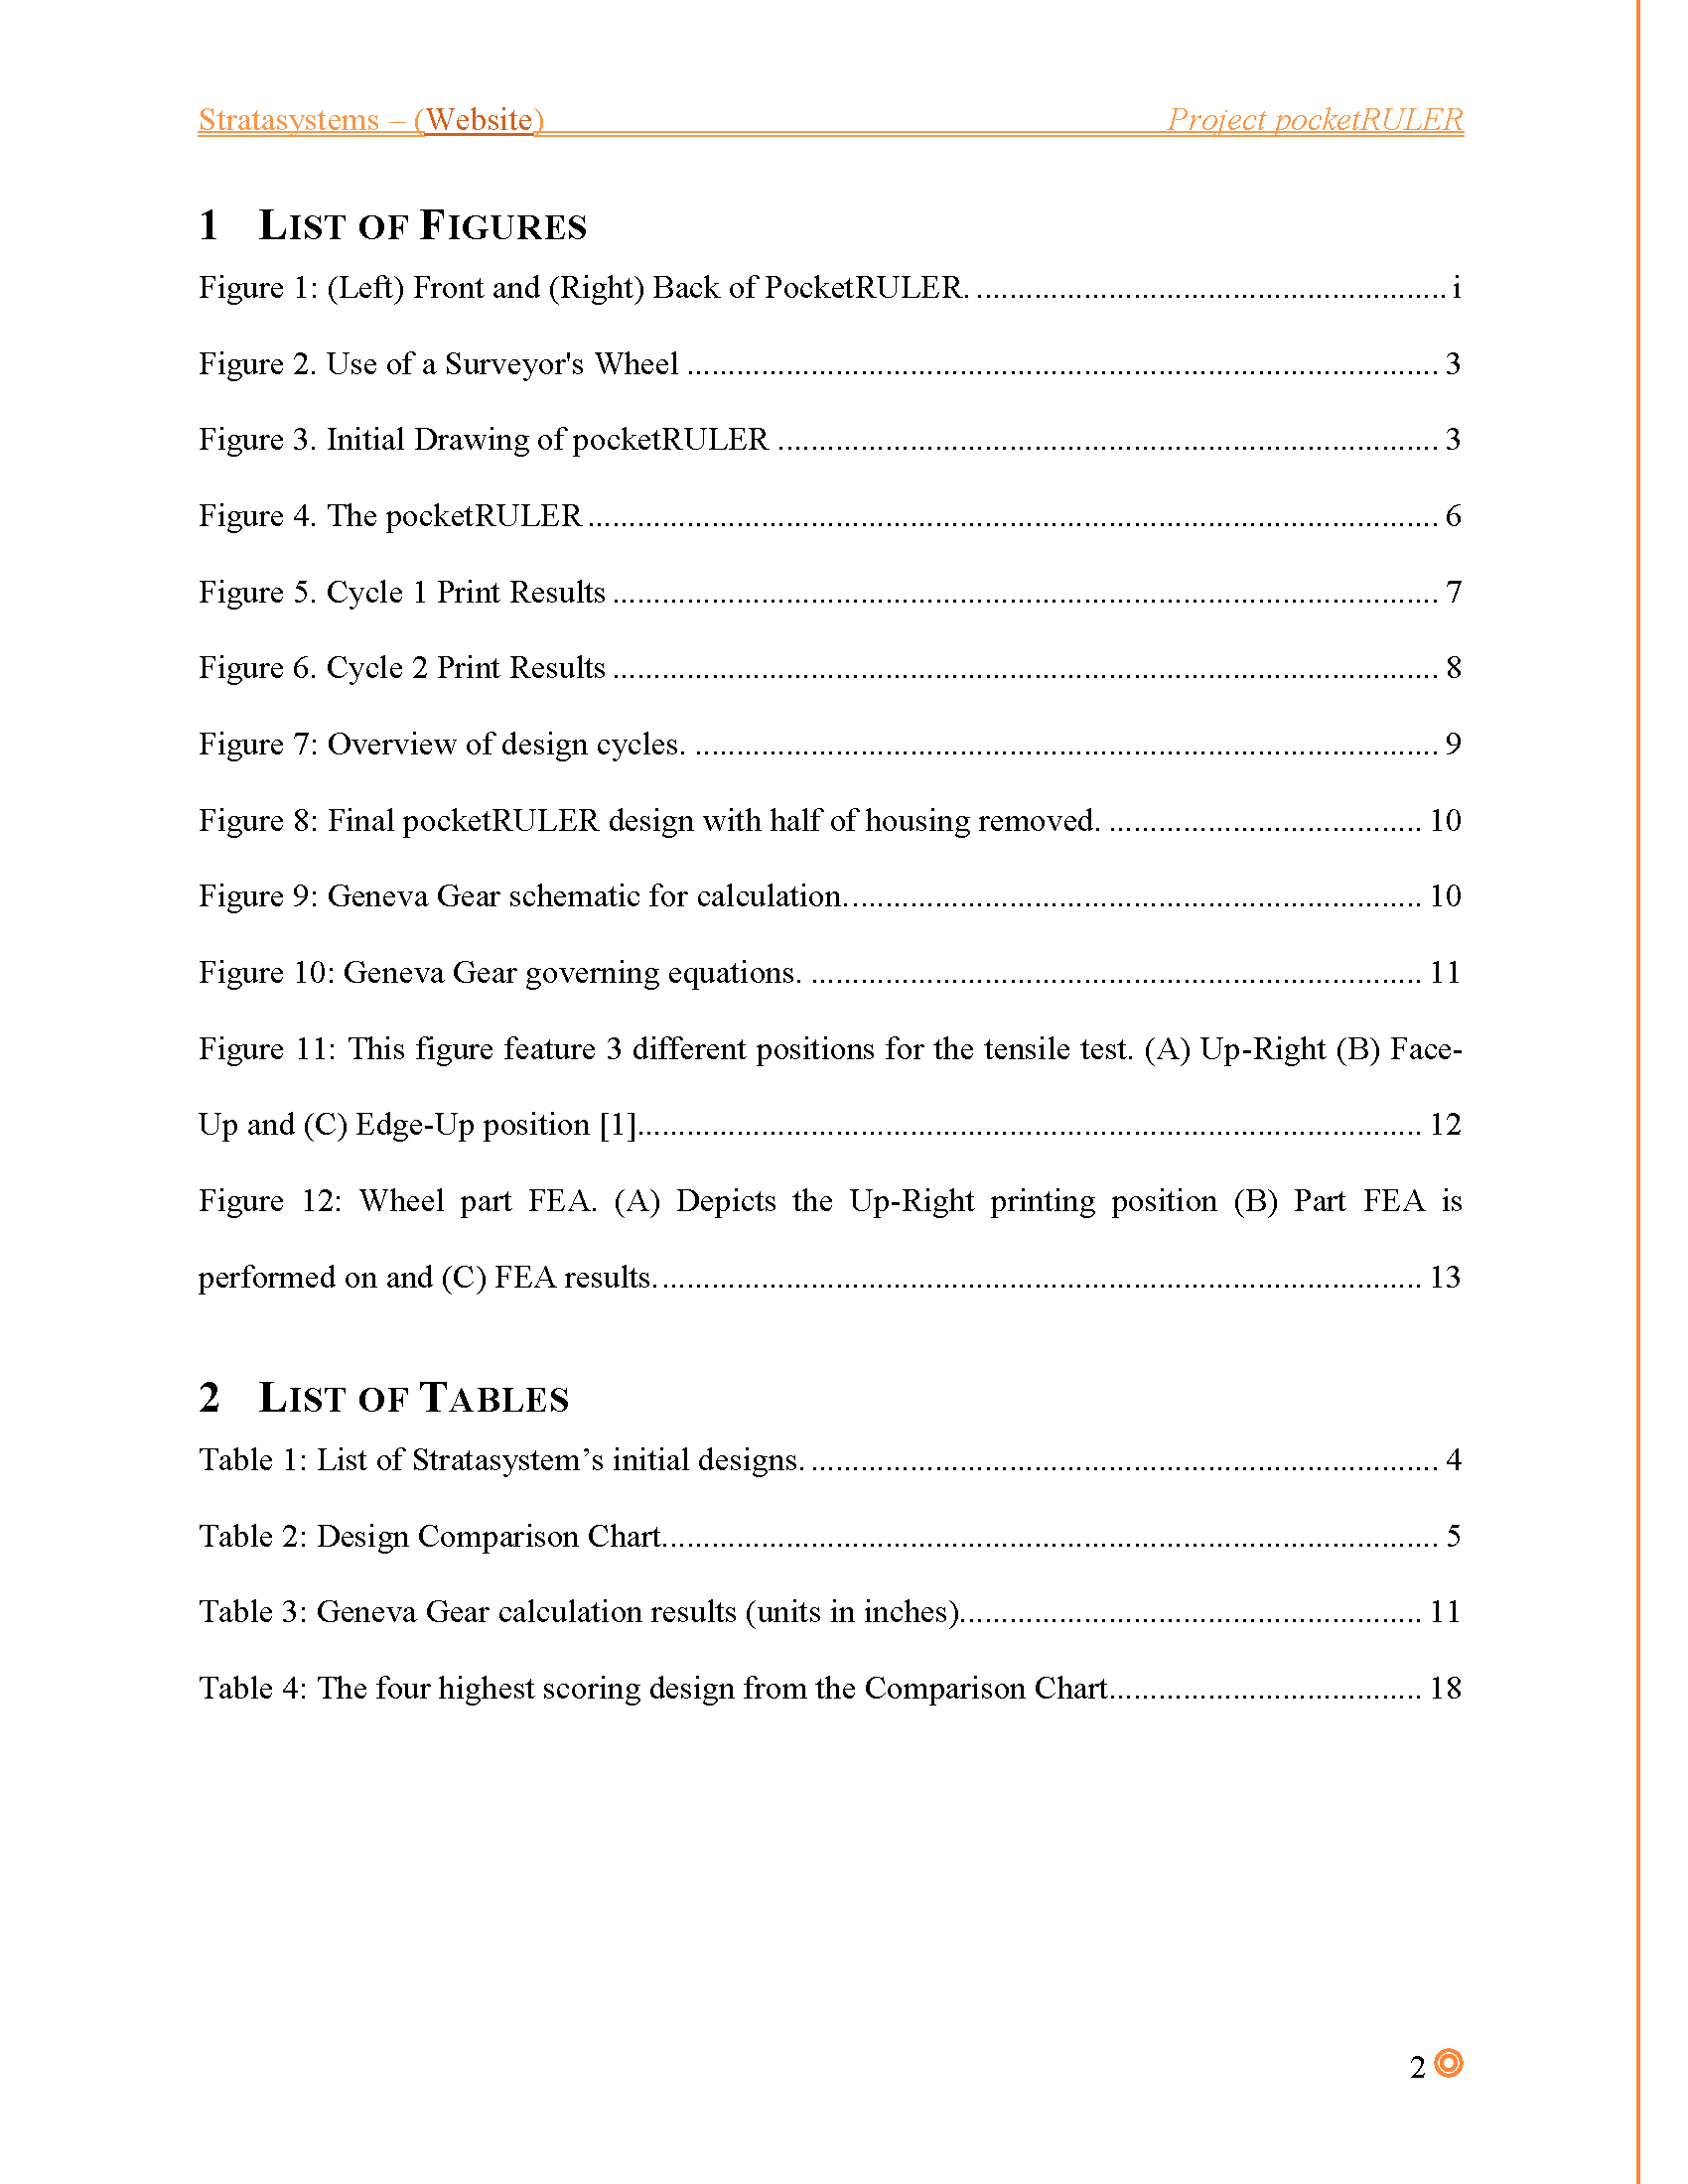 Stratasystems – (Website) Project pocketRULER
1 LIST OF FIGURES
Figure 1: (Left) Front and (Right) Back of PocketRULER. .......................................................... i
Figure 2. Use of a Surveyor's Wheel ............................................................................................ 3
Figure 3. Initial Drawing of pocketRULER ................................................................................. 3
Figure 4. The pocketRULER ........................................................................................................ 6
Figure 5. Cycle 1 Print Results ..................................................................................................... 7
Figure 6. Cycle 2 Print Results ..................................................................................................... 8
Figure 7: Overview of design cycles. ........................................................................................... 9
Figure 8: Final pocketRULER design with half of housing removed. ...................................... 10
Figure 9: Geneva Gear schematic for calculation. ..................................................................... 10
Figure 10: Geneva Gear governing equations. .......................................................................... 11
Figure 11: This figure feature 3 different positions for the tensile test. (A) Up-Right (B) Face-
Up and (C) Edge-Up position [1]. .............................................................................................. 12
Figure 12: Wheel part FEA. (A) Depicts the Up-Right printing position (B) Part FEA is
performed on and (C) FEA results. ............................................................................................ 13
2 LIST OF TABLES
Table 1: List of Stratasystem’s initial designs. ............................................................................. 4
Table 2: Design Comparison Chart. .............................................................................................. 5
Table 3: Geneva Gear calculation results (units in inches). ........................................................ 11
Table 4: The four highest scoring design from the Comparison Chart. ...................................... 18
2